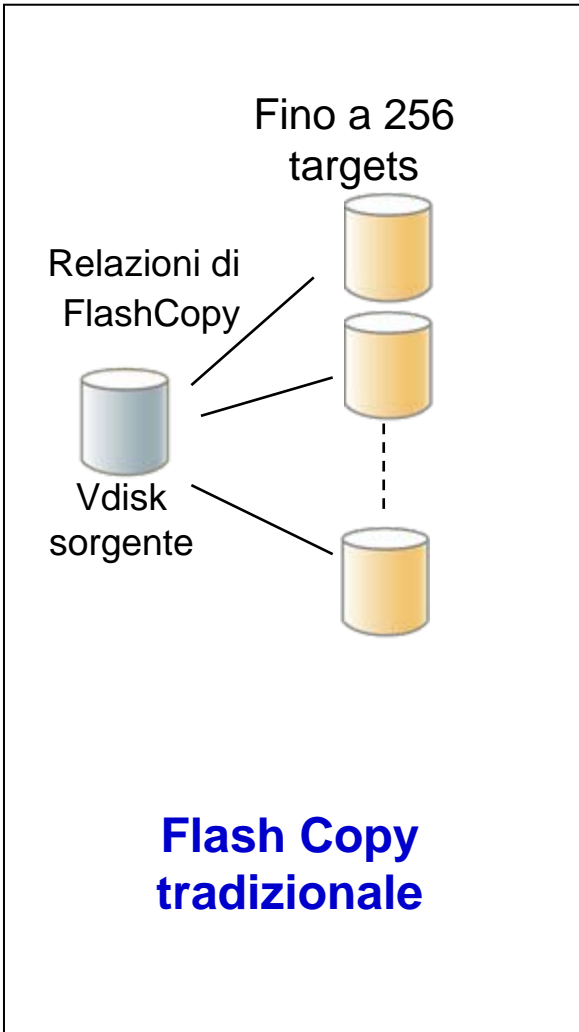 Fino a 256
targets
Relazioni di
FlashCopy
Vdisk
sorgente
Flash Copy
tradizionale